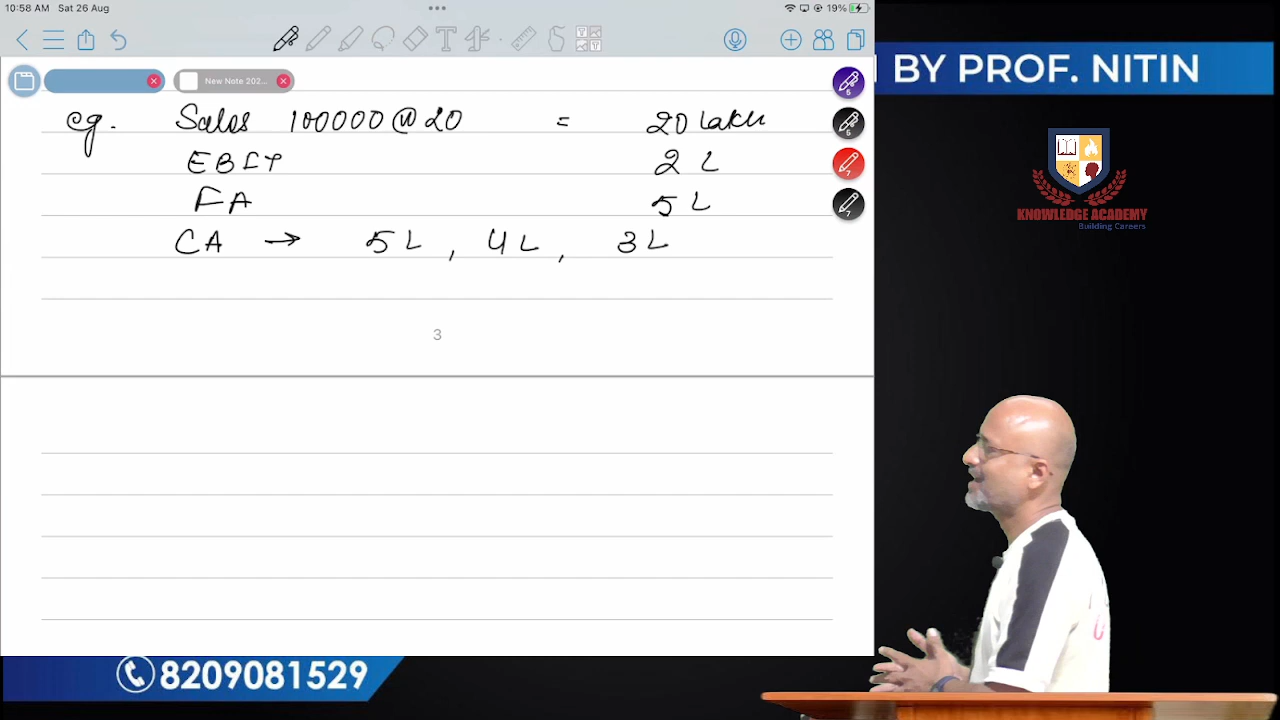 10:58 AM Sat 26 Aug
19%
New Note 202...
BY PROF. NITIN
eg. Sales 100000 @ 20 = 20 Lakh
EBIT 2 L
FA 5 L
CA → 5 L , 4 L , 3 L
3
KNOWLEDGE ACADEMY
Building Careers
8209081529